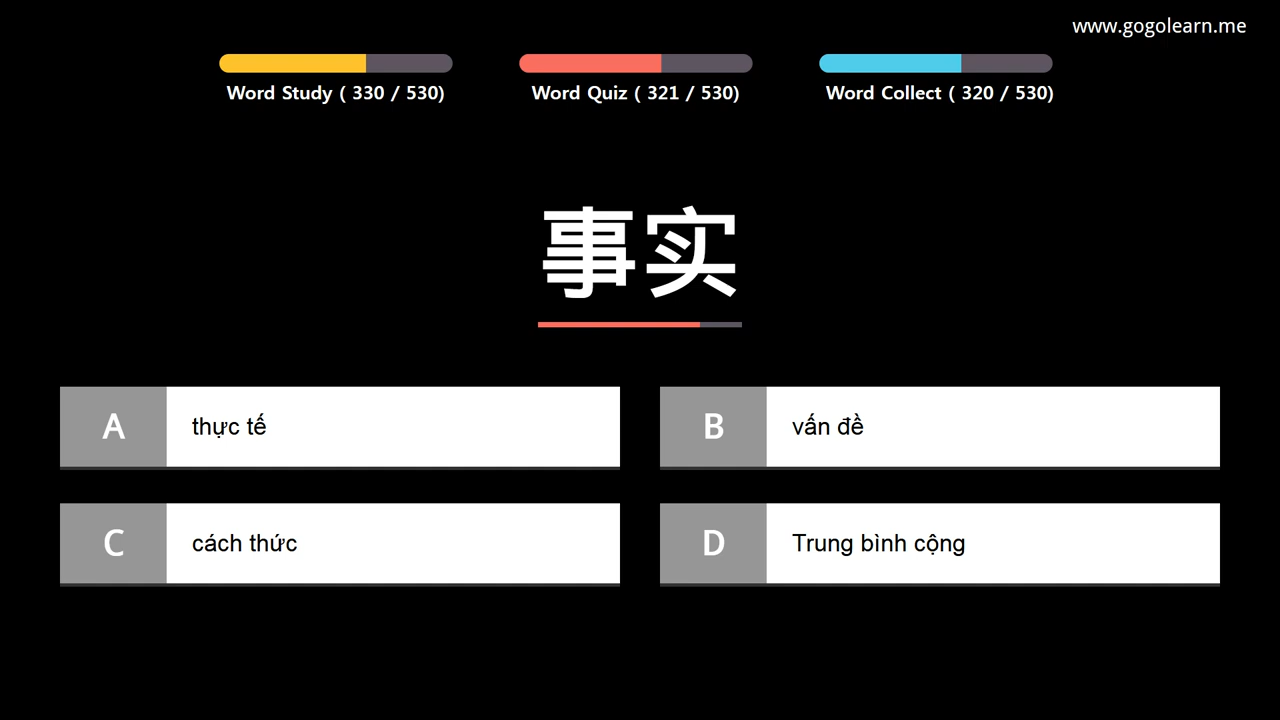 www.gogolearn.me
Word Study ( 330 / 530)
Word Quiz ( 321 / 530)
Word Collect ( 320 / 530)
事实
A thực tế
B vấn đề
C cách thức
D Trung bình cộng